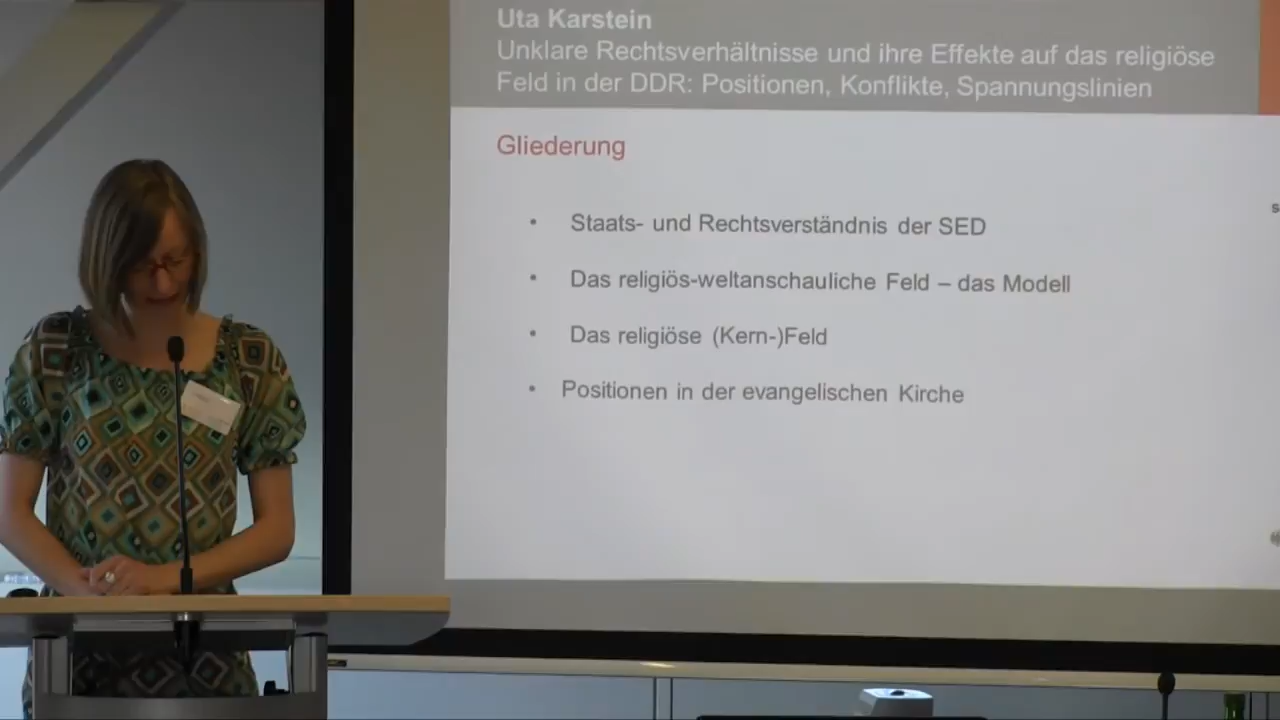 Uta Karstein
Unklare Rechtsverhältnisse und ihre Effekte auf das religiöse
Feld in der DDR: Positionen, Konflikte, Spannungslinien
Gliederung
• Staats- und Rechtsverständnis der SED
• Das religiös-weltanschauliche Feld – das Modell
• Das religiöse (Kern-)Feld
• Positionen in der evangelischen Kirche